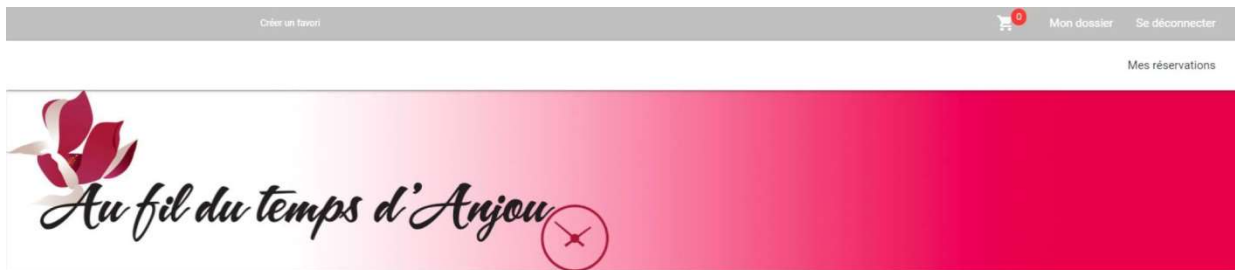 Créer un favori
0
Mon dossier
Se déconnecter
Mes réservations
Au fil du temps d'Anjou